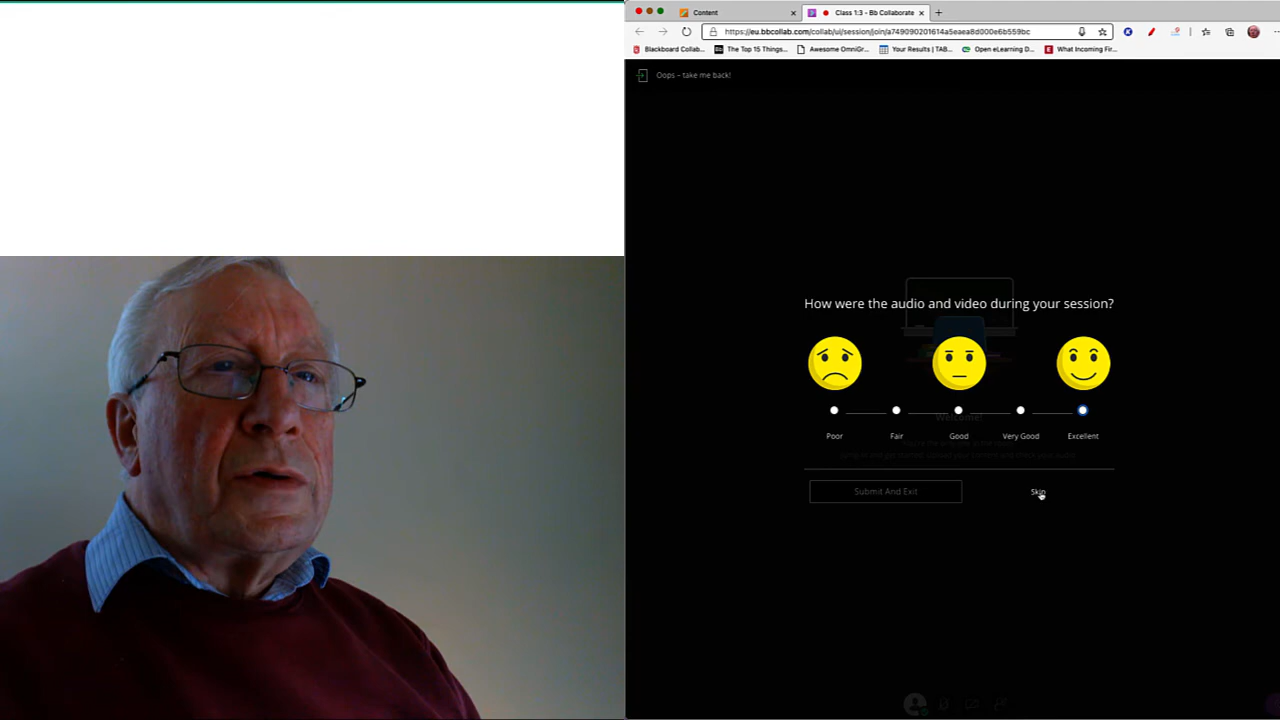 Content
Class 1:3 - Bb Collaborate
https://eu.bbcollab.com/collab/ui/session/join/a749090201614a5eaea8d000e6b559bc
Blackboard Collab...
The Top 15 Things...
Awesome OmniGr...
Your Results | TAB...
Open eLearning D...
What Incoming Fir...
Oops – take me back!
How were the audio and video during your session?
Welcome!
Poor
Fair
Good
Very Good
Excellent
Submit And Exit
Skip